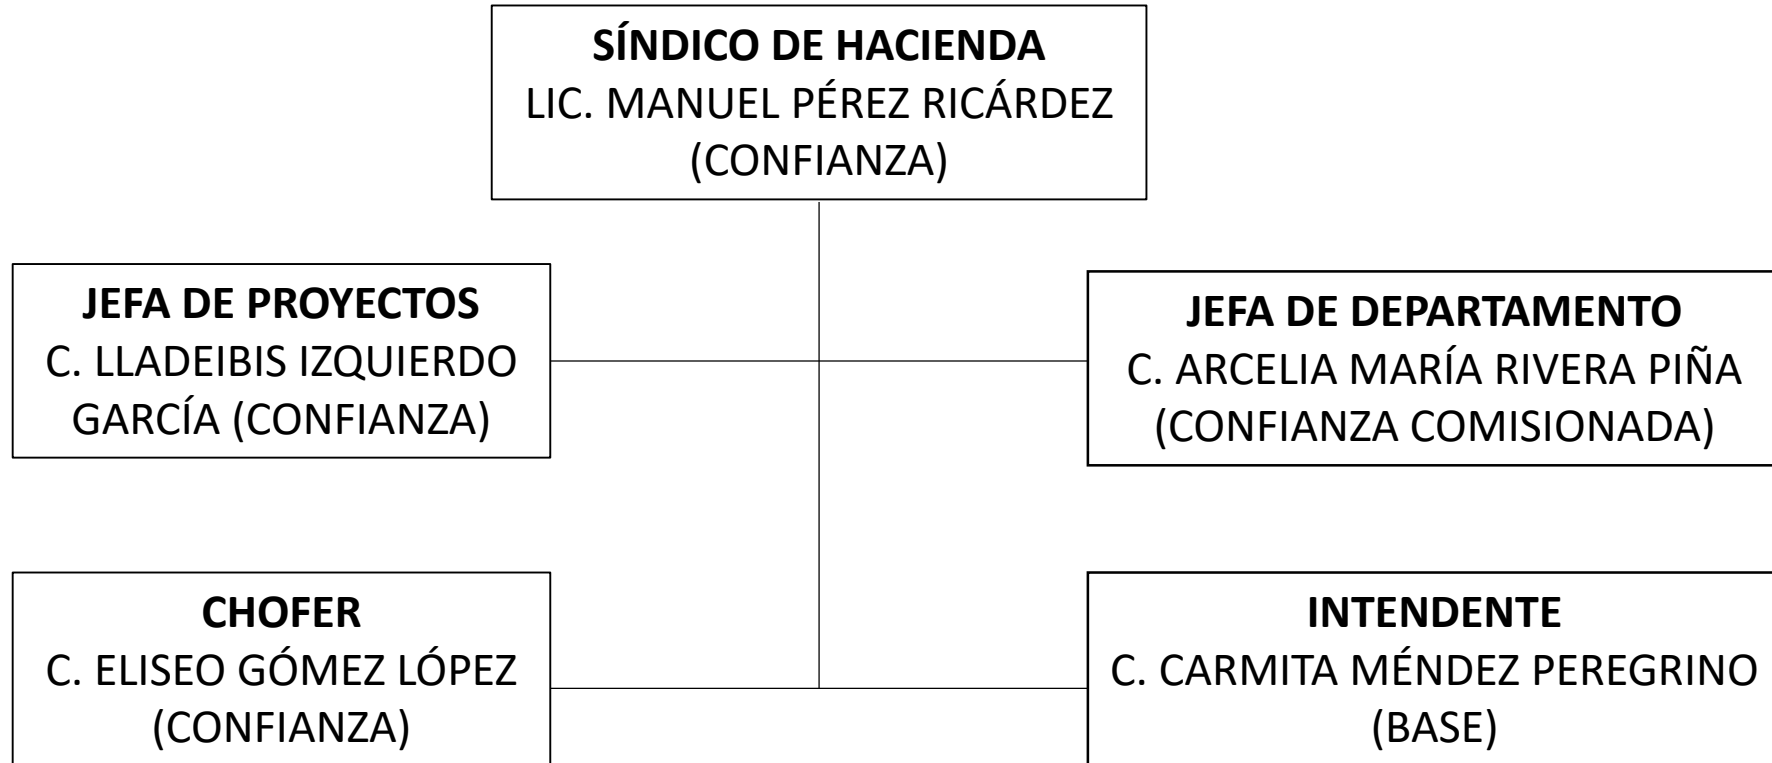 SÍNDICO DE HACIENDA
LIC. MANUEL PÉREZ RICÁRDEZ
(CONFIANZA)
JEFA DE PROYECTOS
C. LLADEIBIS IZQUIERDO
GARCÍA (CONFIANZA)
JEFA DE DEPARTAMENTO
C. ARCELIA MARÍA RIVERA PIÑA
(CONFIANZA COMISIONADA)
CHOFER
C. ELISEO GÓMEZ LÓPEZ
(CONFIANZA)
INTENDENTE
C. CARMITA MÉNDEZ PEREGRINO
(BASE)